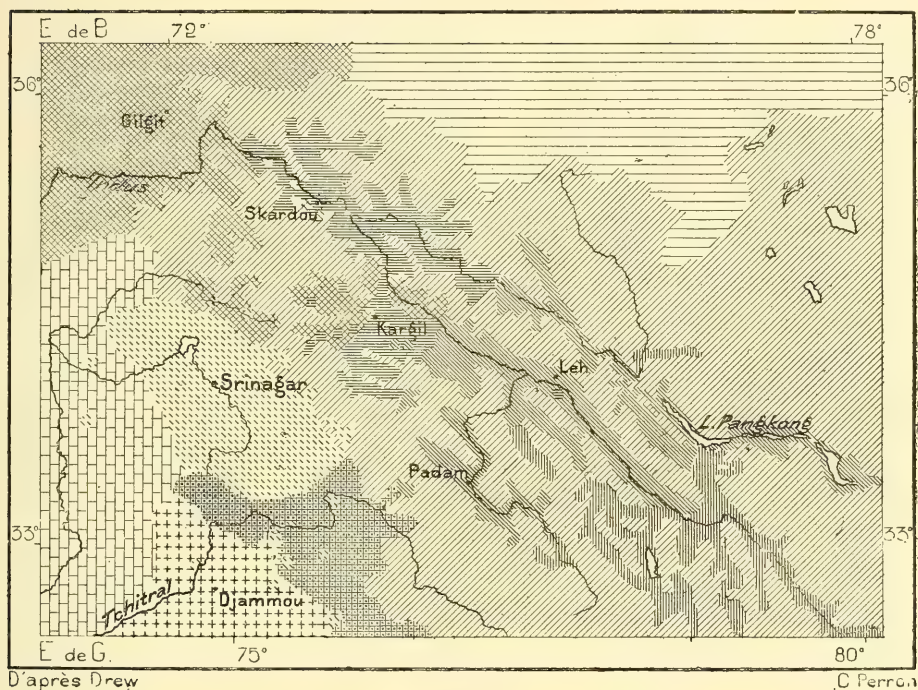 E de P. 72° 78°
36° 36°
Gilgit
Indus
Skardou
Kargil
Leh
Srinagar
L. Pangkong
Padam
33° 33°
Tchitral
Djammou
E de G. 75° 80°
D'après Drew C Perron